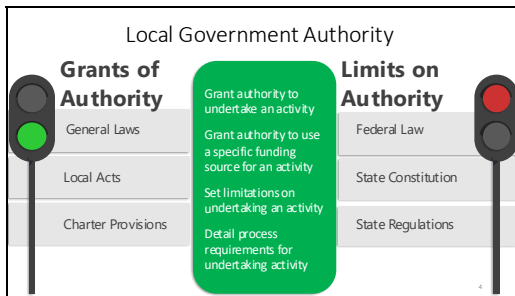 Local Government Authority
Grants of
Authority
General Laws
Local Acts
Charter Provisions
Grant authority to
undertake an activity
Grant authority to use
a specific funding
source for an activity
Set limitations on
undertaking an activity
Detail process
requirements for
undertaking activity
Limits on
Authority
Federal Law
State Constitution
State Regulations
4